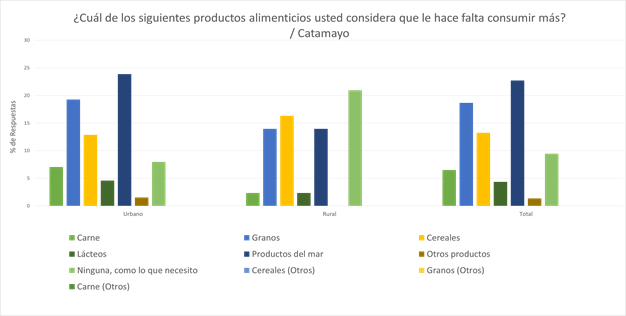 ¿Cuál de los siguientes productos alimenticios usted considera que le hace falta consumir más?
/ Catamayo
30
25
20
15
10
5
0
% de Respuestas
Urbano Rural Total
Carne Granos Cereales
Lácteos Productos del mar Otros productos
Ninguna, como lo que necesito Cereales (Otros) Granos (Otros)
Carne (Otros)